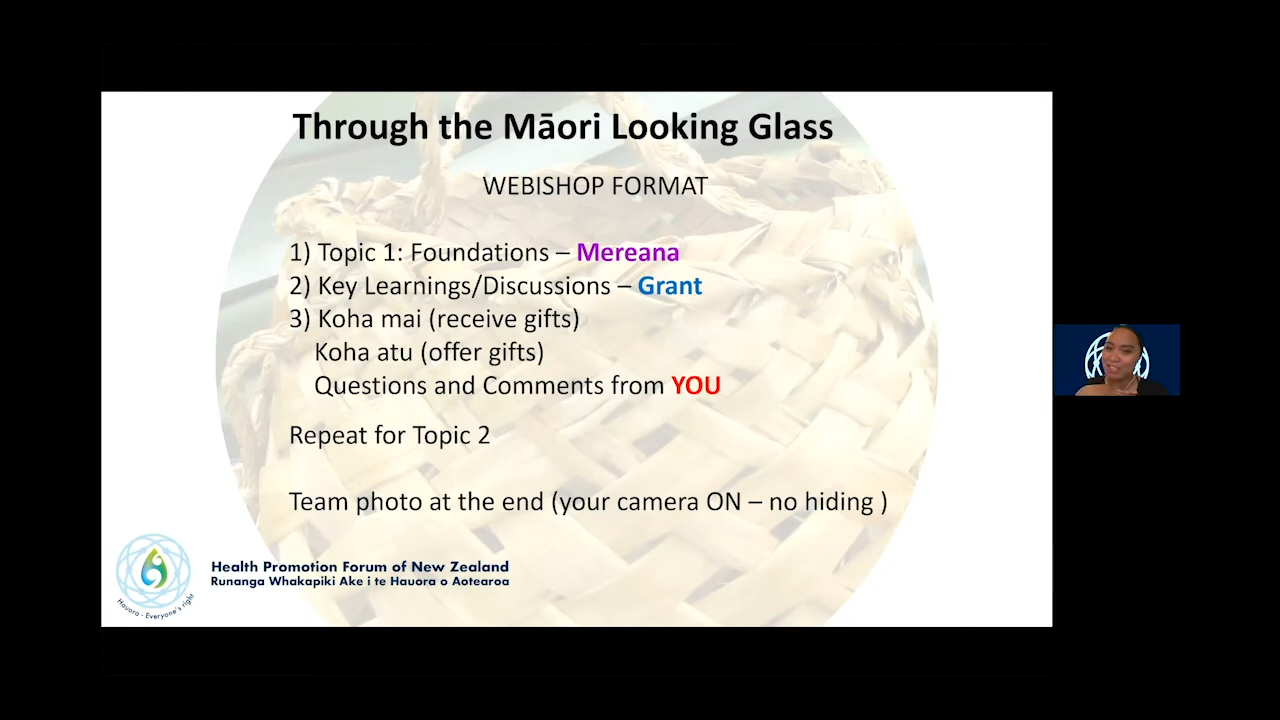 Through the Māori Looking Glass
WEBISHOP FORMAT
1) Topic 1: Foundations – Mereana
2) Key Learnings/Discussions – Grant
3) Koha mai (receive gifts)
Koha atu (offer gifts)
Questions and Comments from YOU
Repeat for Topic 2
Team photo at the end (your camera ON – no hiding )
Health Promotion Forum of New Zealand
Runanga Whakapiki Ake i te Hauora o Aotearoa
Hauora - Everyone's right